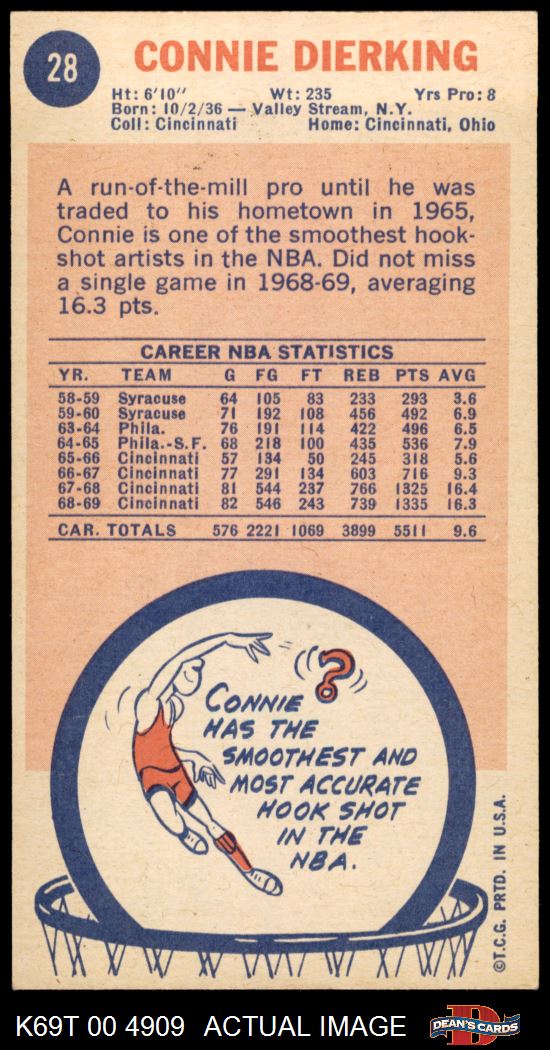 28
CONNIE DIERKING
Ht: 6'10" Wt: 235 Yrs Pro: 8
Born: 10/2/36 — Valley Stream, N.Y.
Coll: Cincinnati Home: Cincinnati, Ohio
A run-of-the-mill pro until he was
traded to his hometown in 1965,
Connie is one of the smoothest hook-
shot artists in the NBA. Did not miss
a single game in 1968-69, averaging
16.3 pts.
CAREER NBA STATISTICS
YR. TEAM G FG FT REB PTS AVG
58-59 Syracuse 64 105 83 233 293 3.6
59-60 Syracuse 71 192 108 456 492 6.9
63-64 Phila. 76 191 114 422 496 6.5
64-65 Phila.-S.F. 68 218 100 435 536 7.9
65-66 Cincinnati 57 134 50 245 318 5.6
66-67 Cincinnati 77 291 134 603 716 9.3
67-68 Cincinnati 81 544 237 766 1325 16.4
68-69 Cincinnati 82 546 243 739 1335 16.3
CAR. TOTALS 576 2221 1069 3899 5511 9.6
?
CONNIE
HAS THE
SMOOTHEST AND
MOST ACCURATE
HOOK SHOT
IN THE
NBA.
©T.C.G. PRTD. IN U.S.A.
K69T 00 4909 ACTUAL IMAGE
D
DEAN'S CARDS